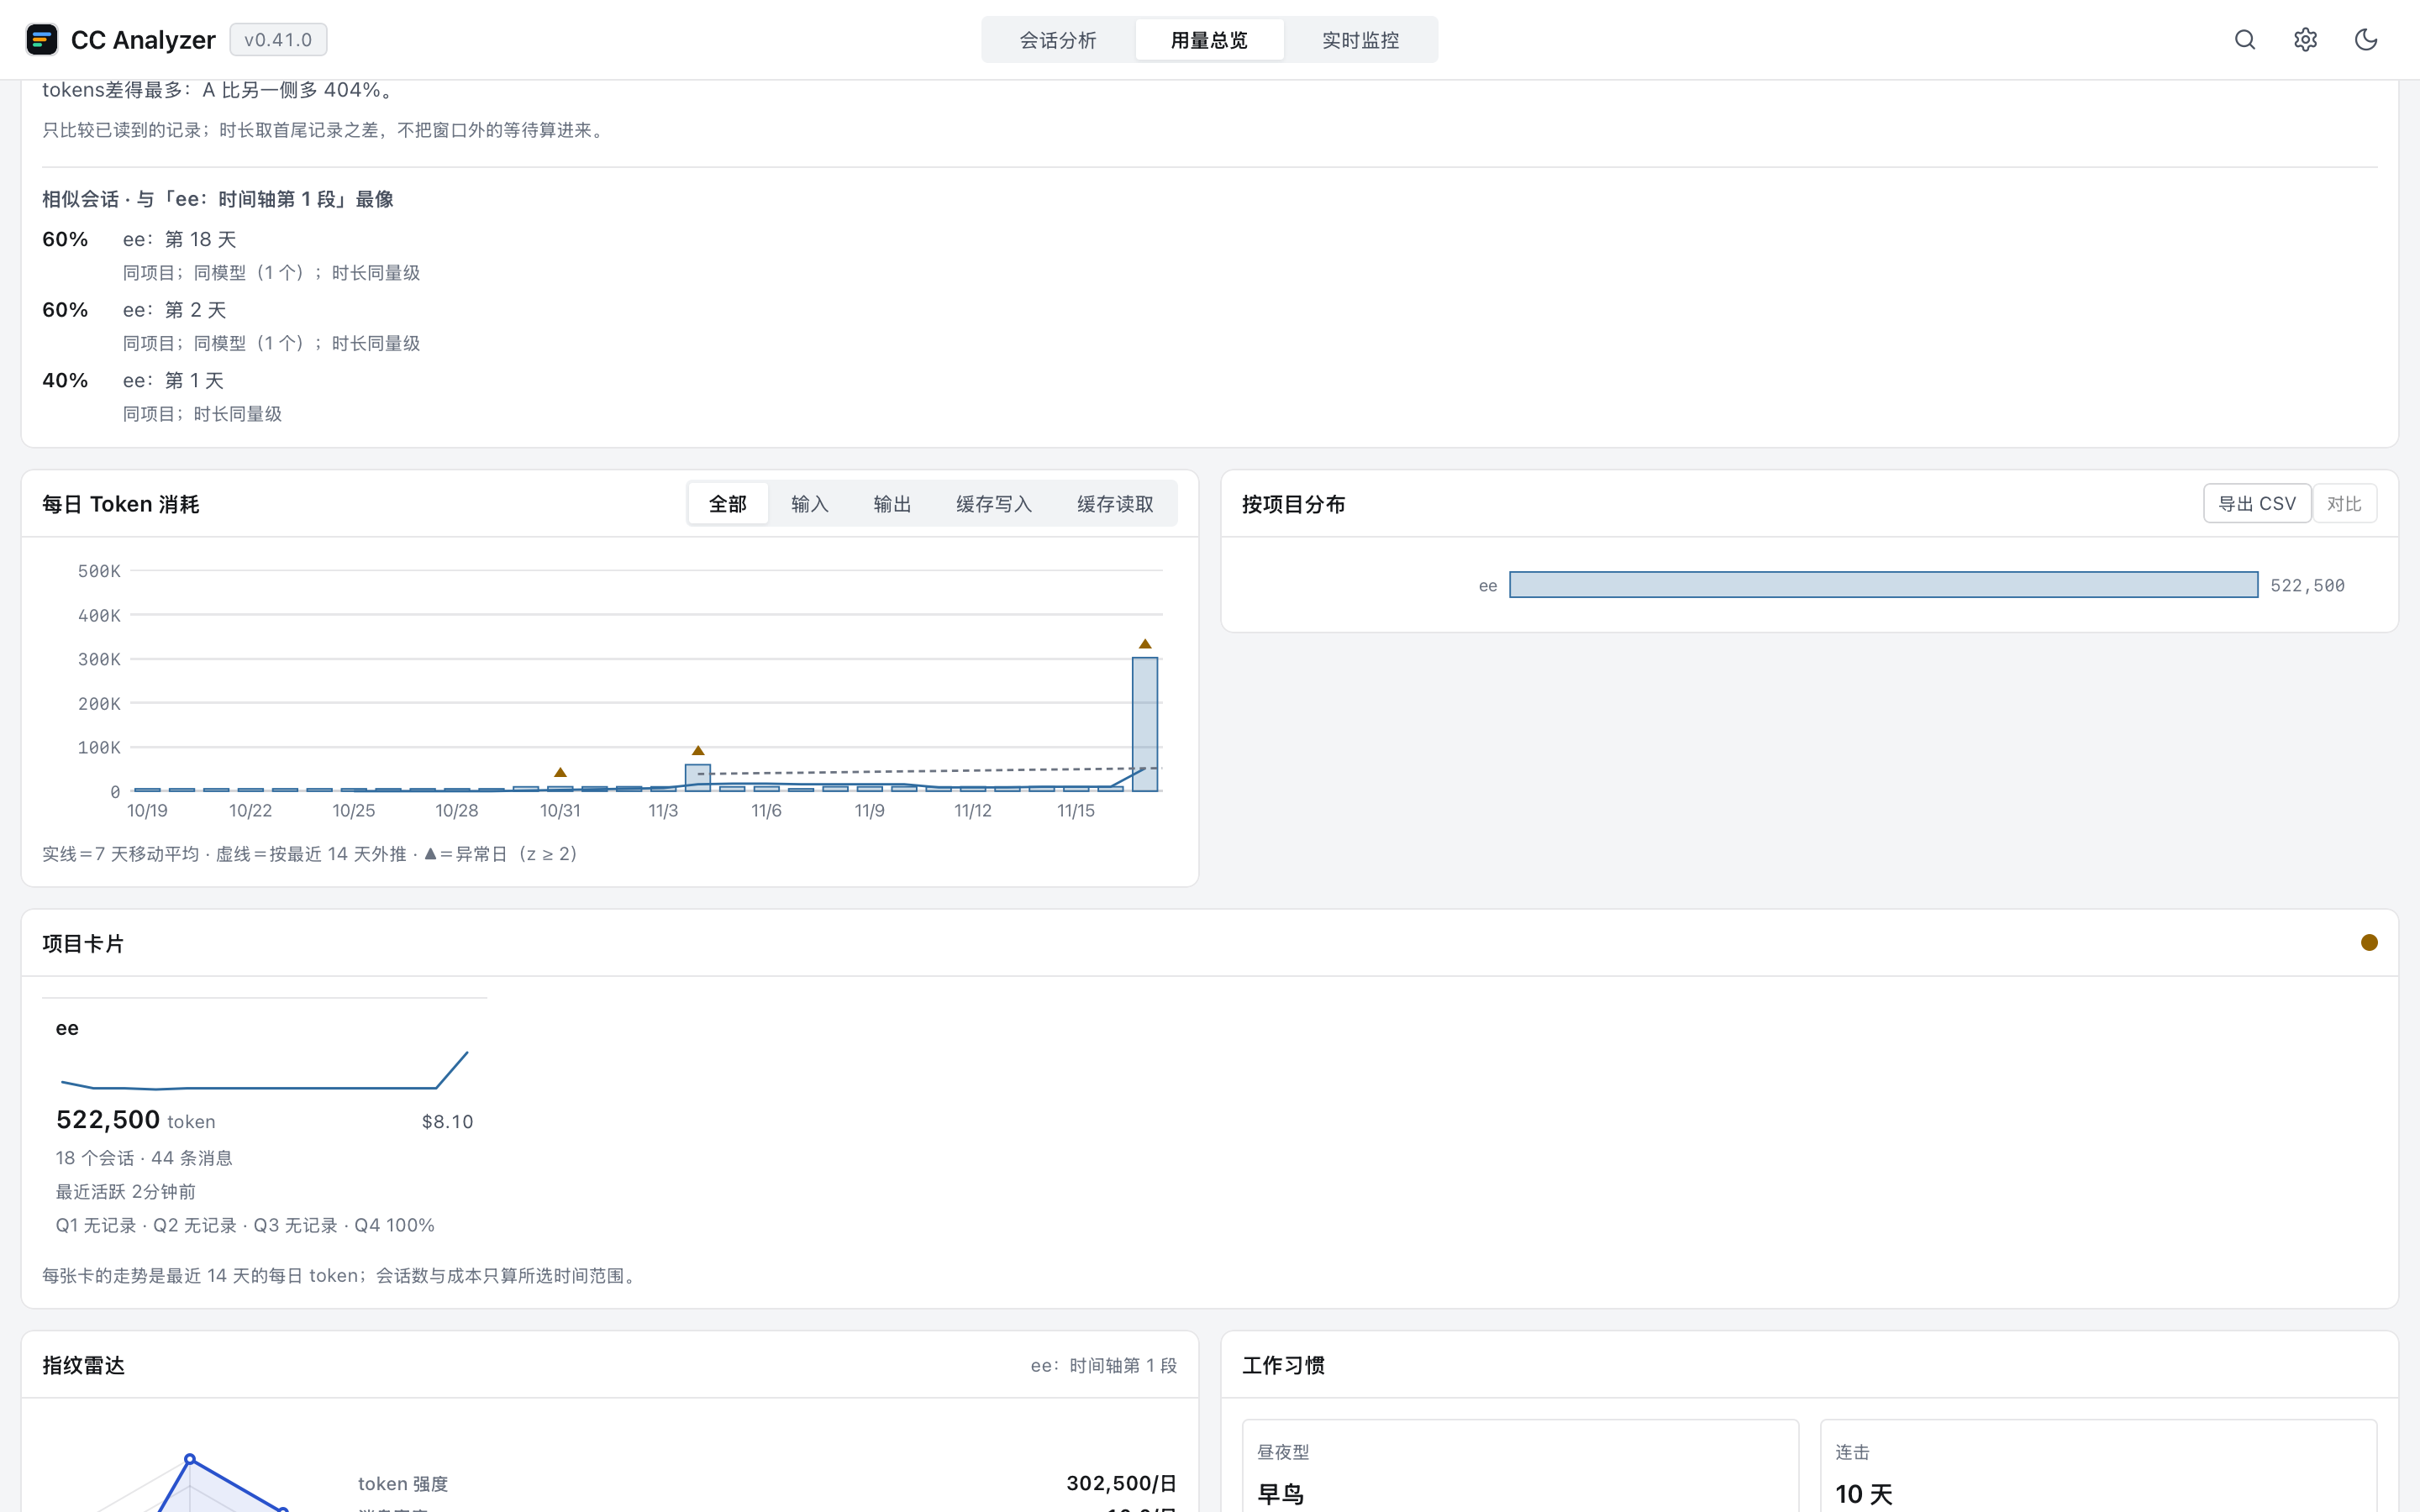 CC Analyzer v0.41.0
会话分析 用量总览 实时监控
tokens差得最多：A 比另一侧多 404%。
只比较已读到的记录；时长取首尾记录之差，不把窗口外的等待算进来。
相似会话 · 与「ee：时间轴第 1 段」最像
60% ee：第 18 天
同项目；同模型（1 个）；时长同量级
60% ee：第 2 天
同项目；同模型（1 个）；时长同量级
40% ee：第 1 天
同项目；时长同量级
每日 Token 消耗
全部 输入 输出 缓存写入 缓存读取
500K
400K
300K
200K
100K
0
10/19 10/22 10/25 10/28 10/31 11/3 11/6 11/9 11/12 11/15
实线＝7 天移动平均 · 虚线＝按最近 14 天外推 · ▲＝异常日（z ≥ 2）
按项目分布
导出 CSV 对比
ee 522,500
项目卡片
ee
522,500 token $8.10
18 个会话 · 44 条消息
最近活跃 2分钟前
Q1 无记录 · Q2 无记录 · Q3 无记录 · Q4 100%
每张卡的走势是最近 14 天的每日 token；会话数与成本只算所选时间范围。
指纹雷达 ee：时间轴第 1 段
token 强度 302,500/日
工作习惯
昼夜型
早鸟
连击
10 天